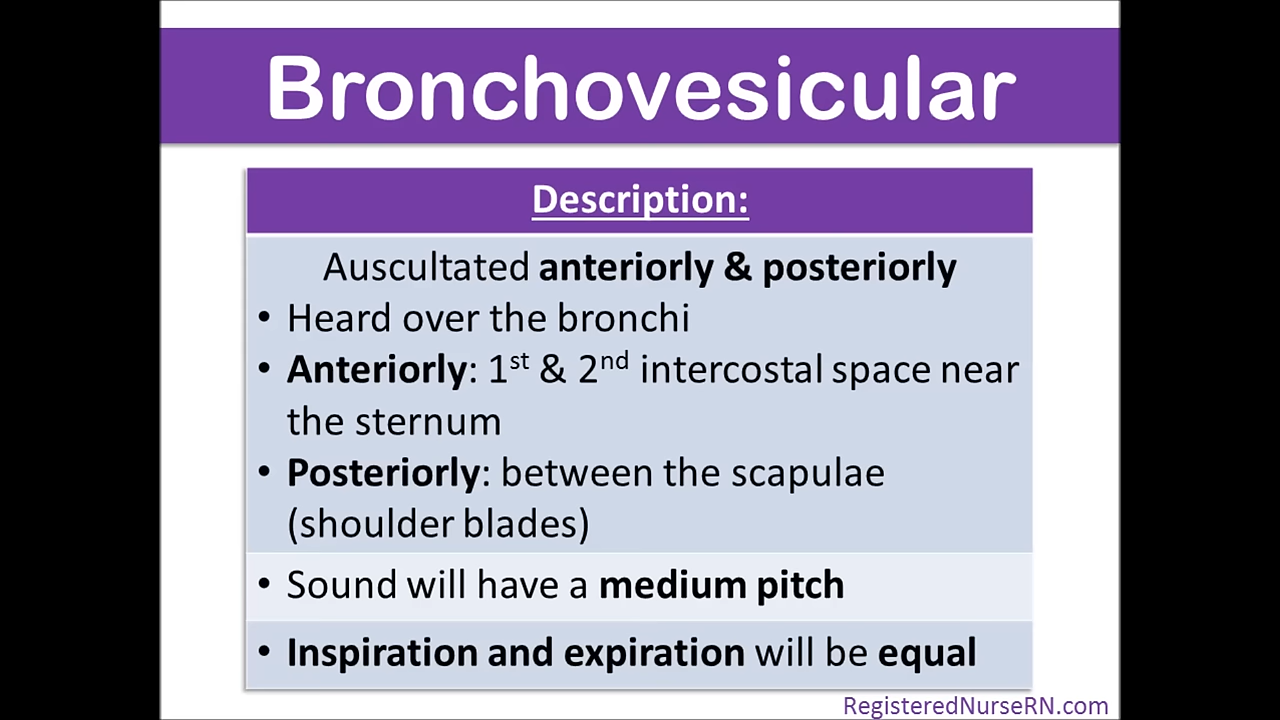 Bronchovesicular
Description:
Auscultated anteriorly & posteriorly
• Heard over the bronchi
• Anteriorly: 1st & 2nd intercostal space near
the sternum
• Posteriorly: between the scapulae
(shoulder blades)
• Sound will have a medium pitch
• Inspiration and expiration will be equal
RegisteredNurseRN.com